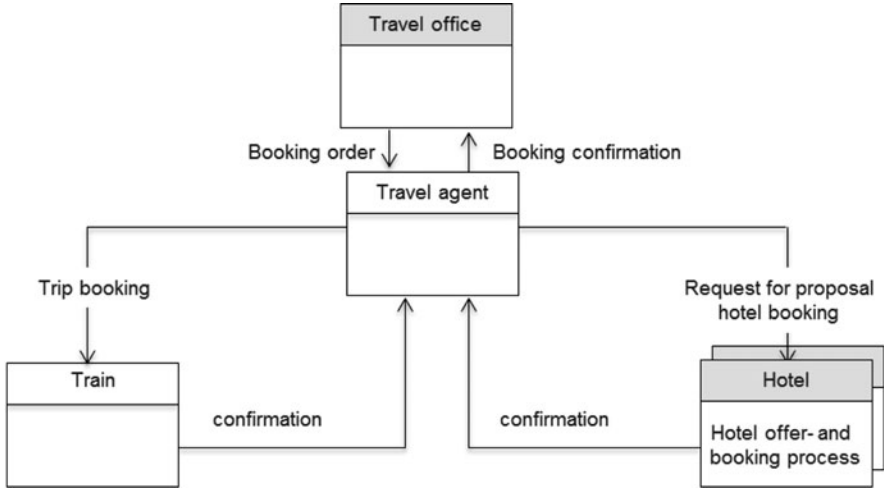 Travel office
Booking order
Booking confirmation
Travel agent
Trip booking
Request for proposal
hotel booking
Train
Hotel
confirmation
confirmation
Hotel offer- and
booking process